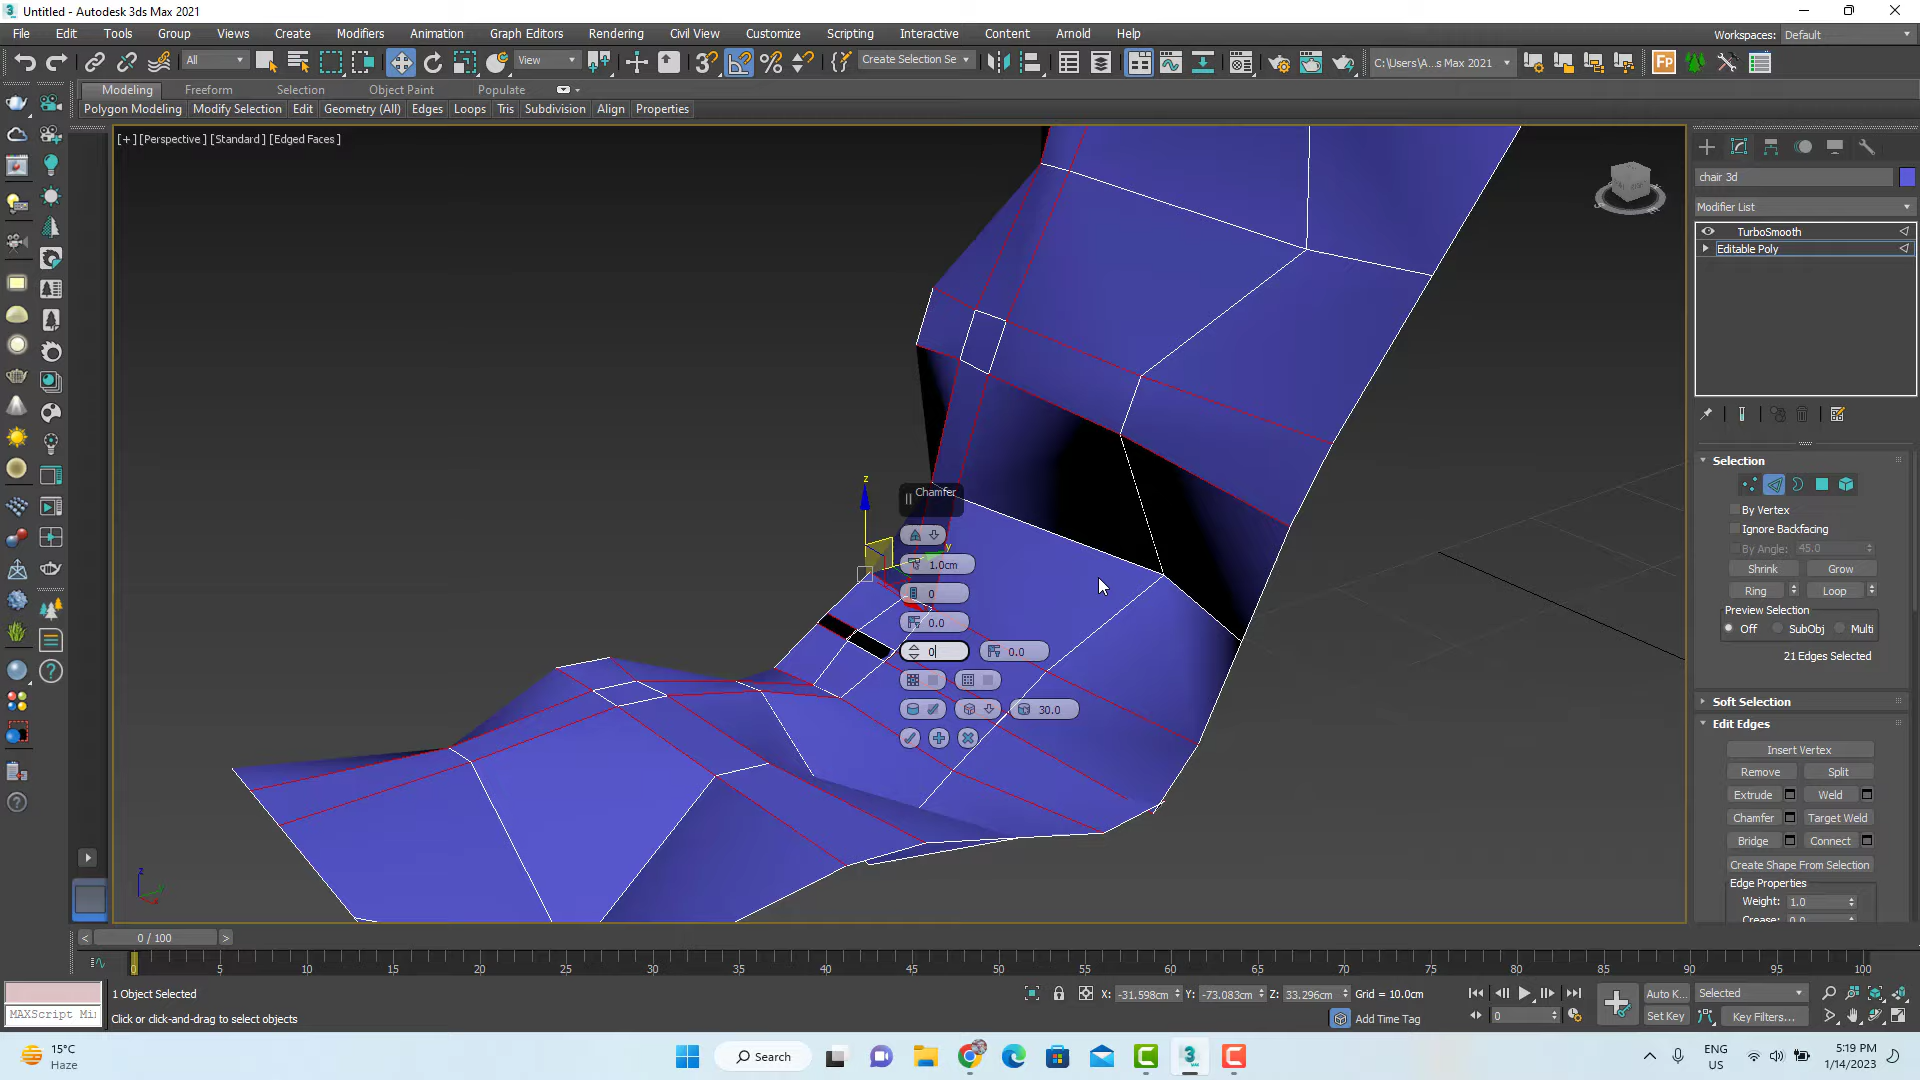 Untitled - Autodesk 3ds Max 2021
File Edit Tools Group Views Create Modifiers Animation Graph Editors Rendering Civil View Customize Scripting Interactive Content Arnold Help
Workspaces: Default
All View Create Selection Se C:\Users\A...s Max 2021
Modeling Freeform Selection Object Paint Populate
Polygon Modeling Modify Selection Edit Geometry (All) Edges Loops Tris Subdivision Align Properties
[+] [Perspective] [Standard] [Edged Faces]
chair 3d
Modifier List
TurboSmooth
Editable Poly
Selection
By Vertex
Ignore Backfacing
By Angle: 45.0
Shrink Grow
Ring Loop
Preview Selection
Off SubObj Multi
21 Edges Selected
Soft Selection
Edit Edges
Insert Vertex
Remove Split
Extrude Weld
Chamfer Target Weld
Bridge Connect
Create Shape From Selection
Edge Properties
Weight: 1.0
Crease: 0.0
z
y
Chamfer
1.0cm
0
0.0
0 0.0
30.0
z
0 / 100
0 5 10 15 20 25 30 35 40 45 50 55 60 65 70 75 80 85 90 95 100
1 Object Selected
X: -31.598cm Y: -73.083cm Z: 33.296cm Grid = 10.0cm
Auto K... Selected
MAXScript Mi
Click or click-and-drag to select objects
Add Time Tag
0
Set Key Key Filters...
15°C
Haze
Search
ENG
US
5:19 PM
1/14/2023